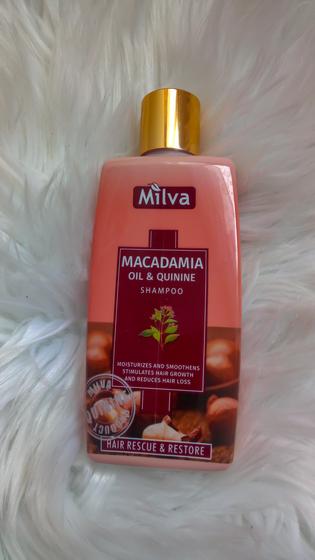 Milva
MACADAMIA
OIL & QUININE
SHAMPOO
MOISTURIZES AND SMOOTHENS
STIMULATES HAIR GROWTH
AND REDUCES HAIR LOSS
HAIR RESCUE & RESTORE